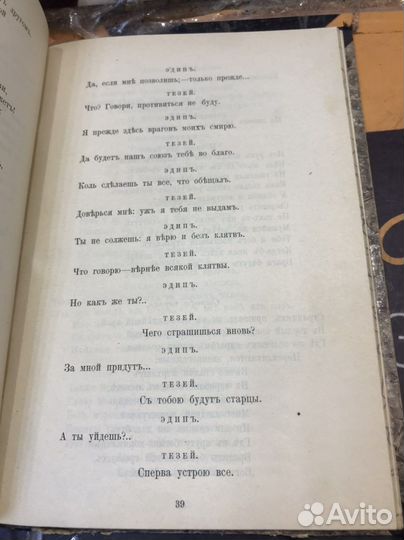 ЭДИПЪ.
Да, если мнѣ позволишь;—только прежде...
ТЕЗЕЙ.
Что? Говори, противиться не буду.
ЭДИПЪ.
Я прежде здѣсь враговъ моихъ смирю.
ТЕЗЕЙ.
Да будетъ нашъ союзъ тебѣ во благо.
ЭДИПЪ.
Коль сдѣлаешь ты все, что обѣщалъ.
ТЕЗЕЙ.
Довѣрься мнѣ: ужъ я тебя не выдамъ.
ЭДИПЪ.
Ты не солжешь: я вѣрю и безъ клятвъ.
ТЕЗЕЙ.
Что говорю—вѣрнѣе всякой клятвы.
ЭДИПЪ.
Но какъ же ты?..
ТЕЗЕЙ.
Чего страшишься вновь?
ЭДИПЪ.
За мной придутъ...
ТЕЗЕЙ.
Съ тобою будутъ старцы.
ЭДИПЪ.
А ты уйдешь?..
ТЕЗЕЙ.
Сперва устрою все.
39
Avito